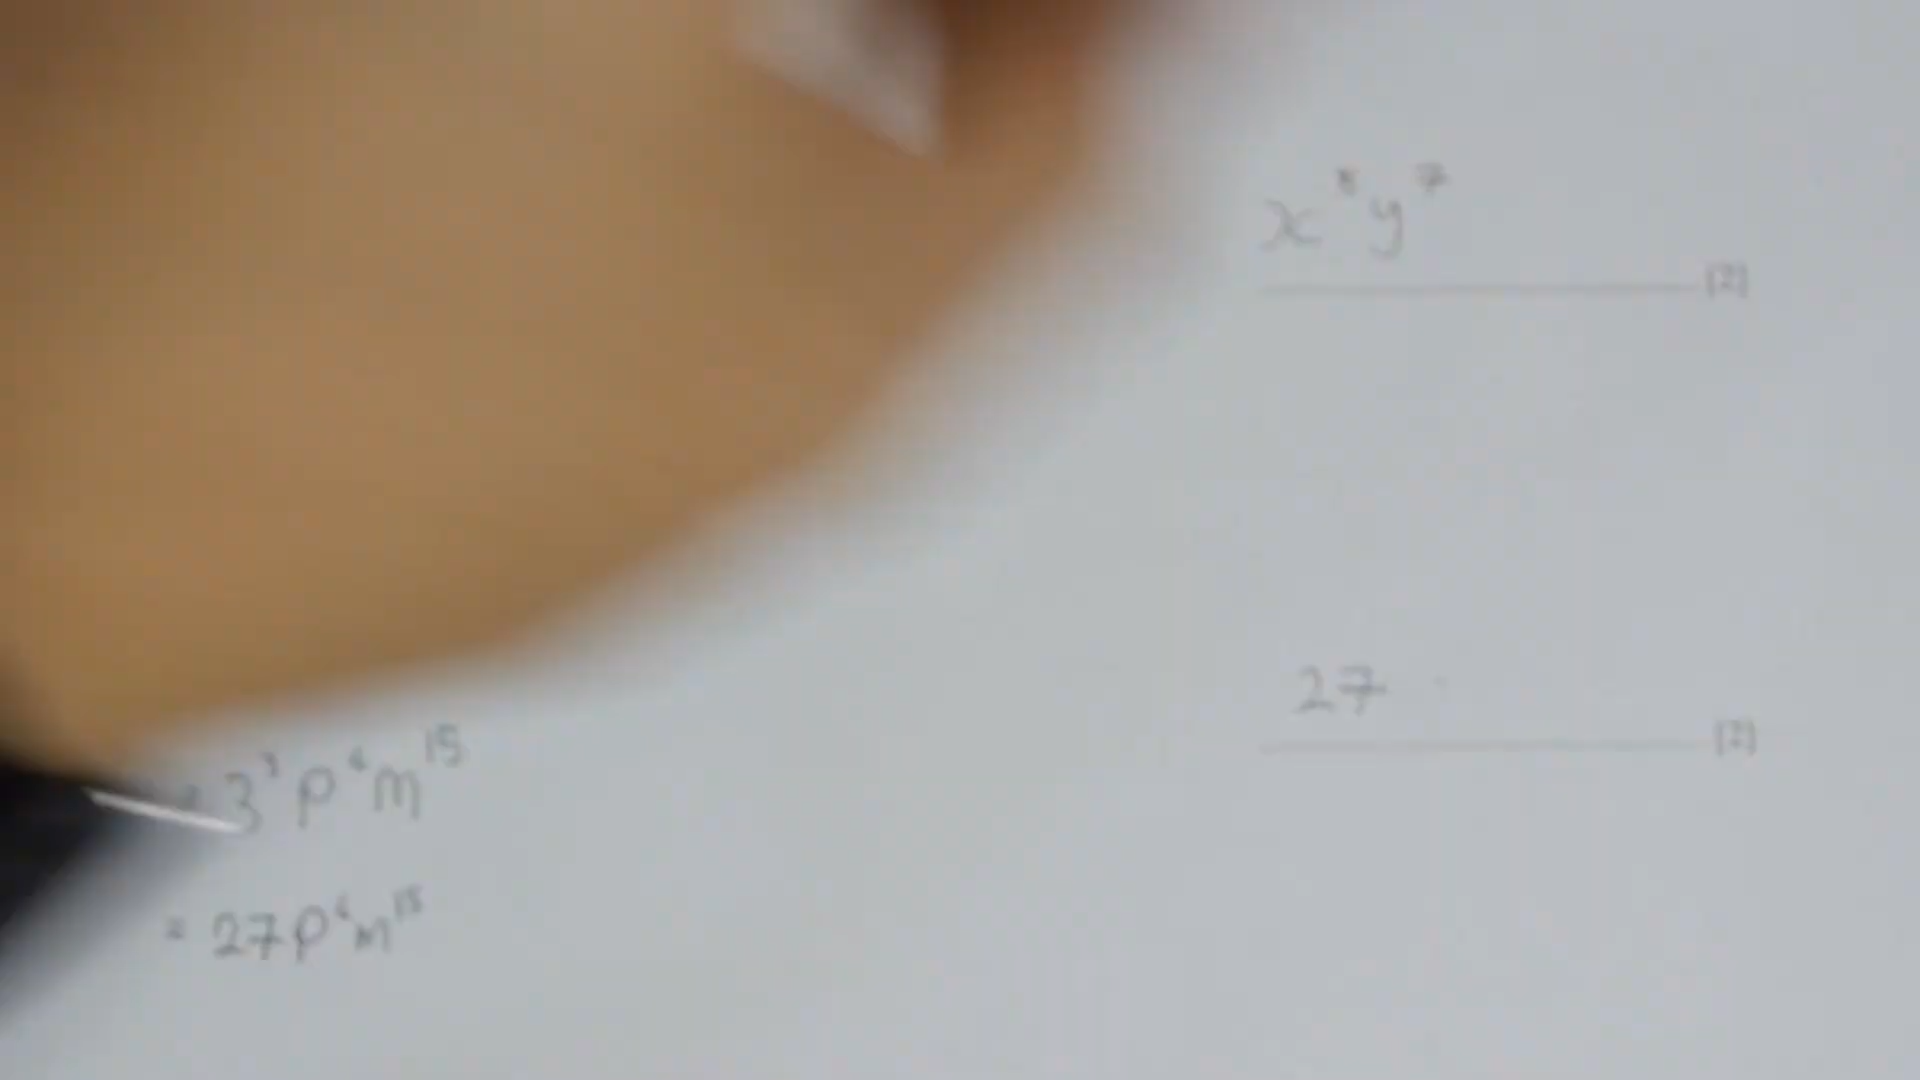 x⁸y⁷
(2)
27
(2)
3³p⁶m¹⁵
= 27p⁶m¹⁵